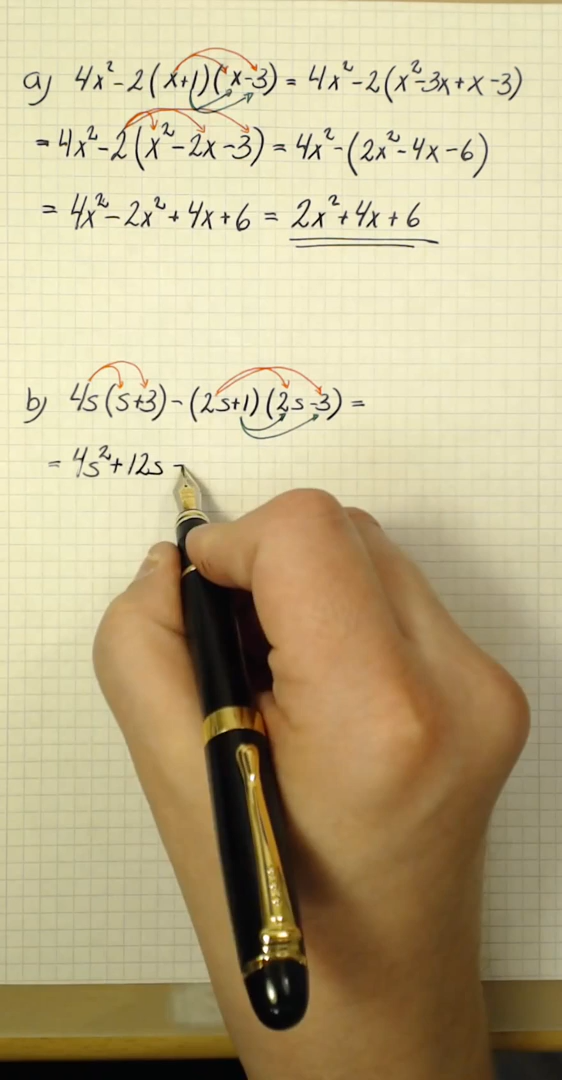 a) 4x²-2(x+1)(x-3) = 4x²-2(x²-3x+x-3)
= 4x²-2(x²-2x-3) = 4x²-(2x²-4x-6)
= 4x²-2x²+4x+6 = 2x²+4x+6
b) 4s(s+3)-(2s+1)(2s-3) =
= 4s²+12s -